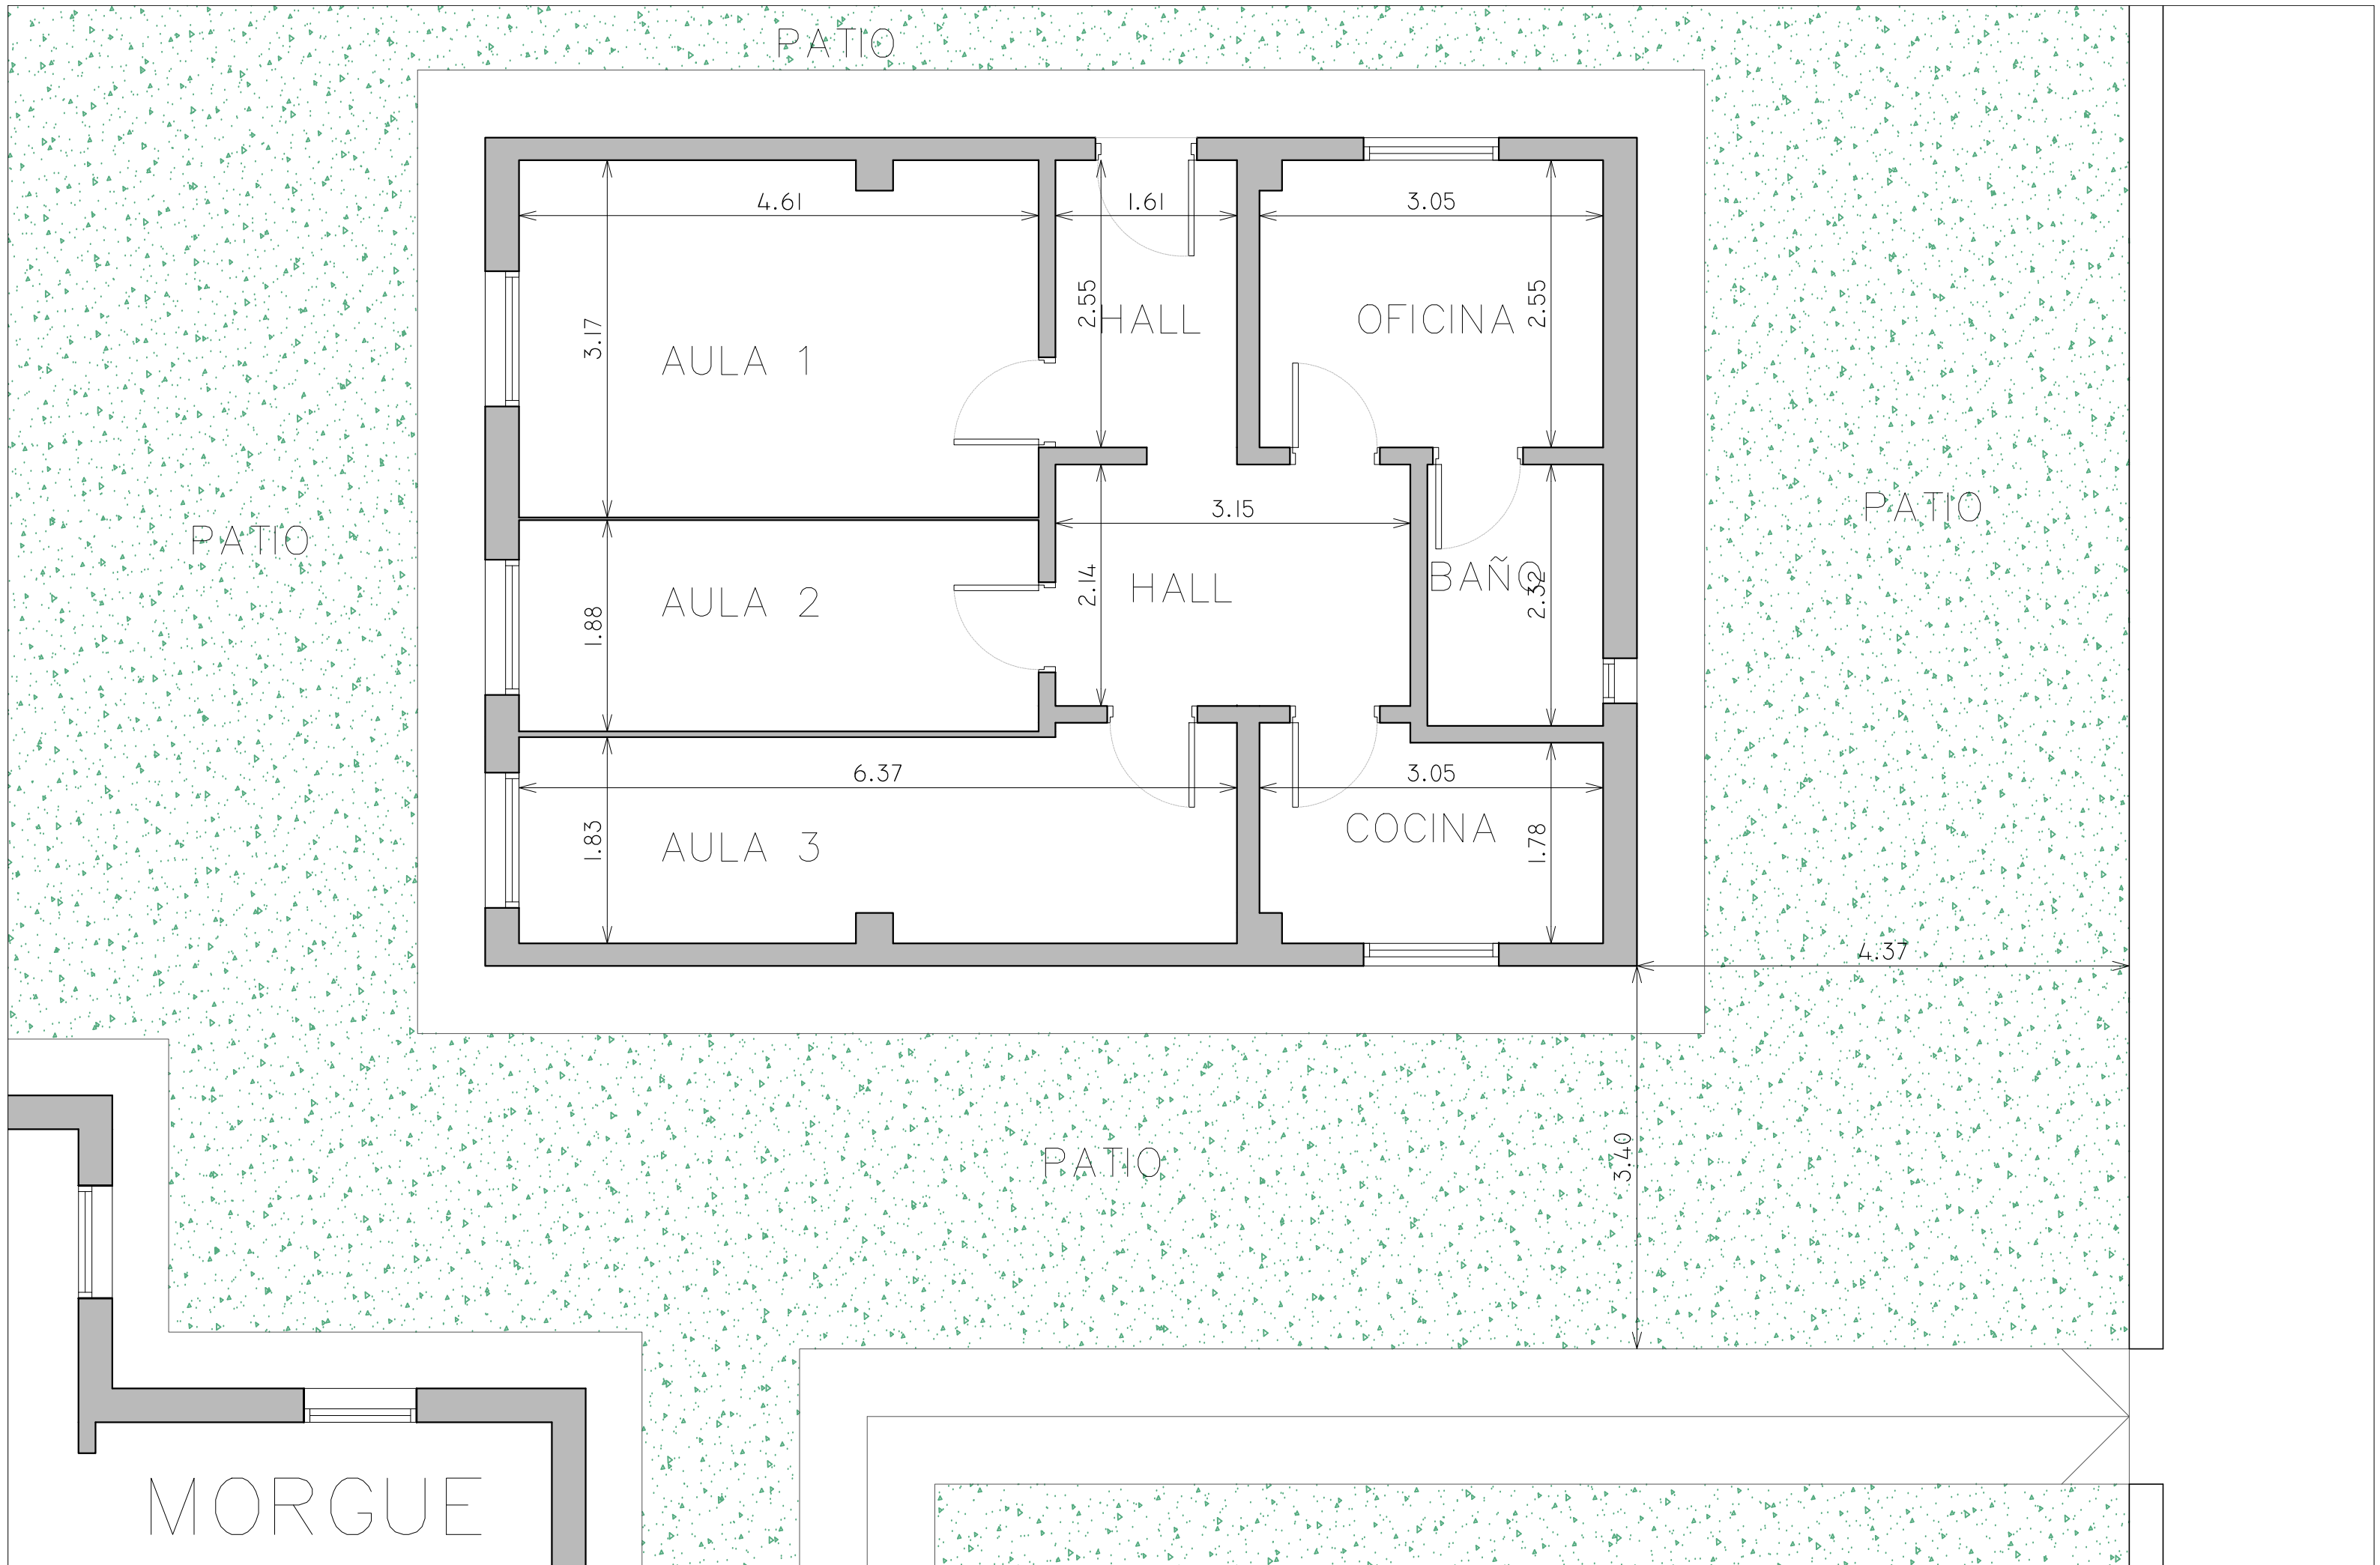 PATIO
4.61
1.61
3.05
3.17
2.55
HALL
OFICINA
2.55
AULA 1
PATIO
3.15
PATIO
AULA 2
1.88
2.14
HALL
BAÑO
2.32
6.37
3.05
AULA 3
1.83
COCINA
1.78
4.37
PATIO
3.40
MORGUE